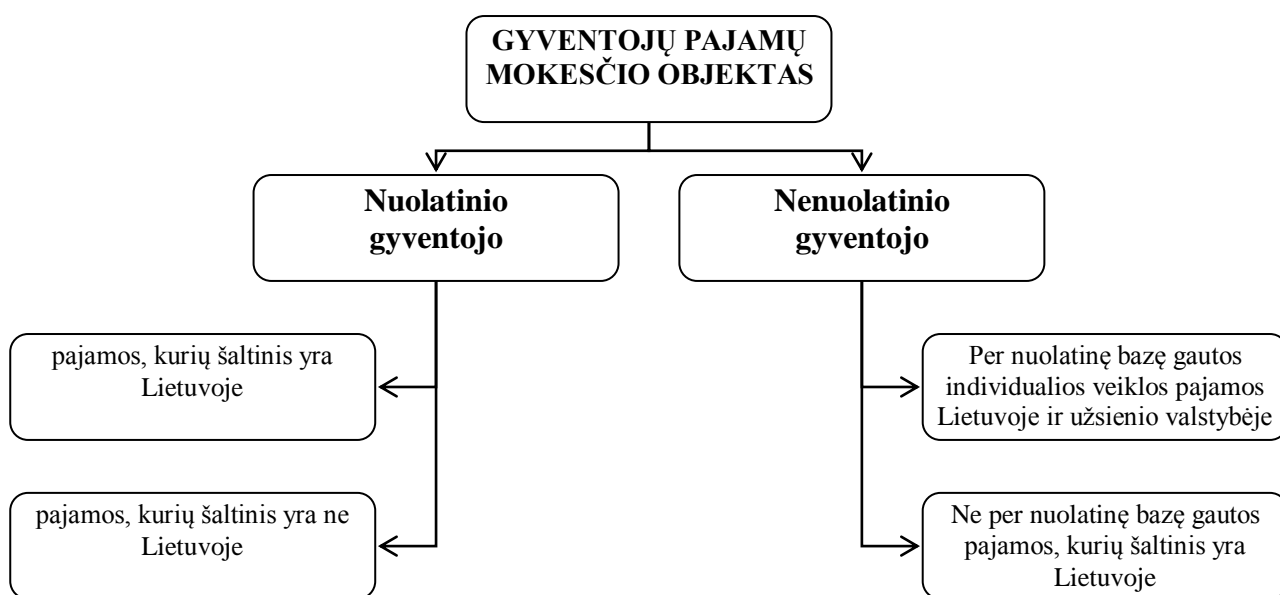 GYVENTOJŲ PAJAMŲ
MOKESČIO OBJEKTAS
Nuolatinio
gyventojo
Nenuolatinio
gyventojo
pajamos, kurių šaltinis yra
Lietuvoje
Per nuolatinę bazę gautos
individualios veiklos pajamos
Lietuvoje ir užsienio valstybėje
pajamos, kurių šaltinis yra ne
Lietuvoje
Ne per nuolatinę bazę gautos
pajamos, kurių šaltinis yra
Lietuvoje